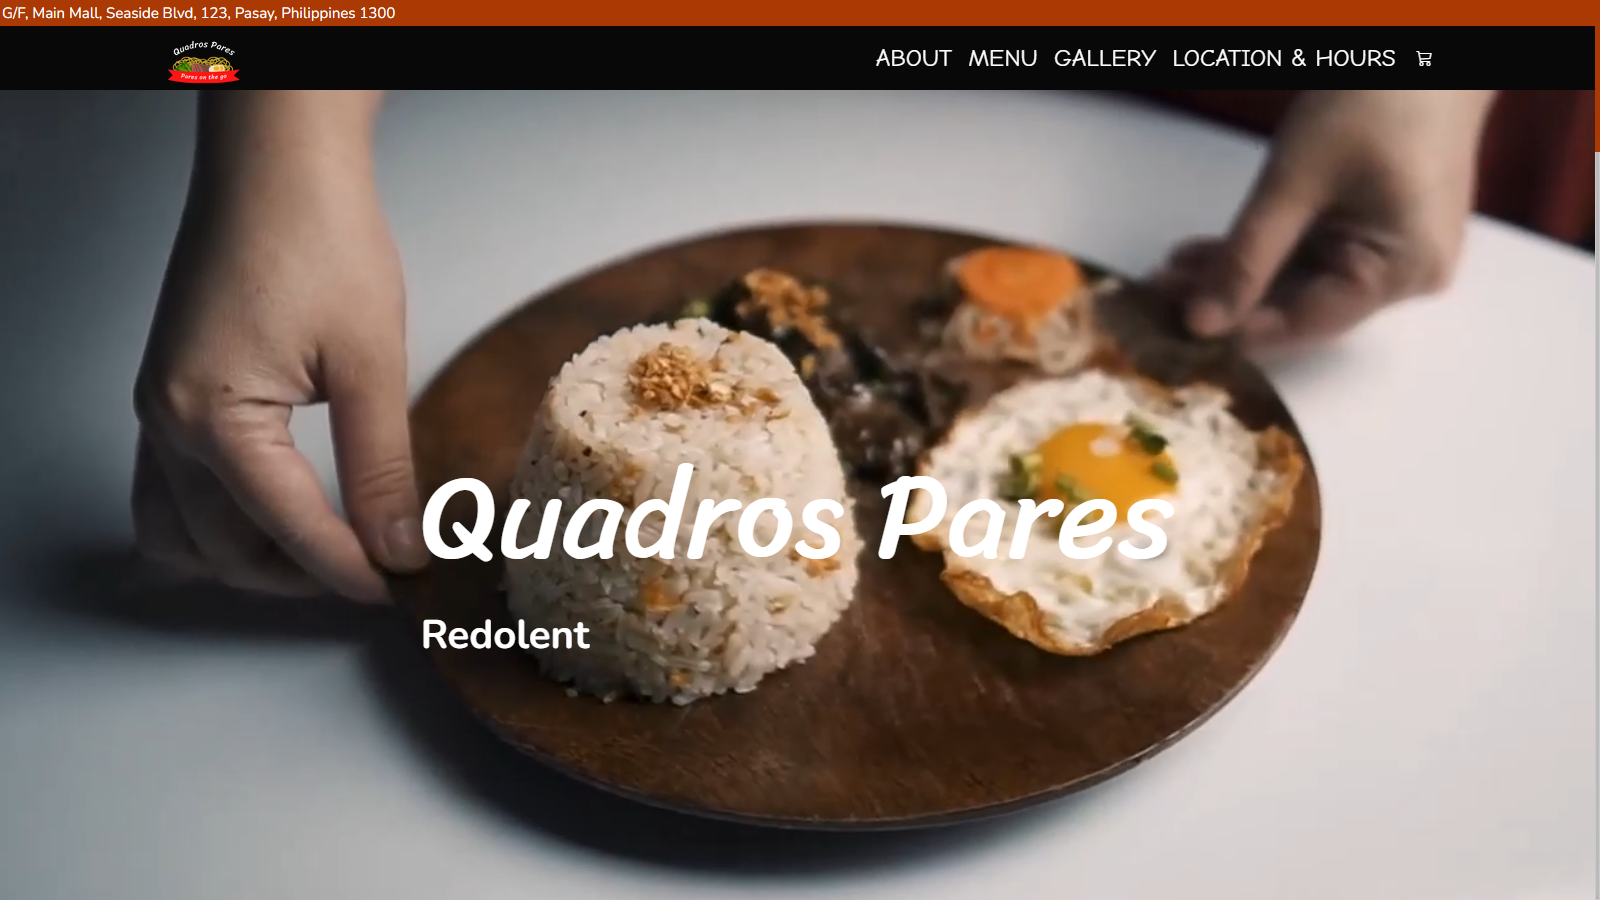 G/F, Main Mall, Seaside Blvd, 123, Pasay, Philippines 1300
Quadros Pares
Pares on the go
ABOUT MENU GALLERY LOCATION & HOURS
Quadros Pares
Redolent